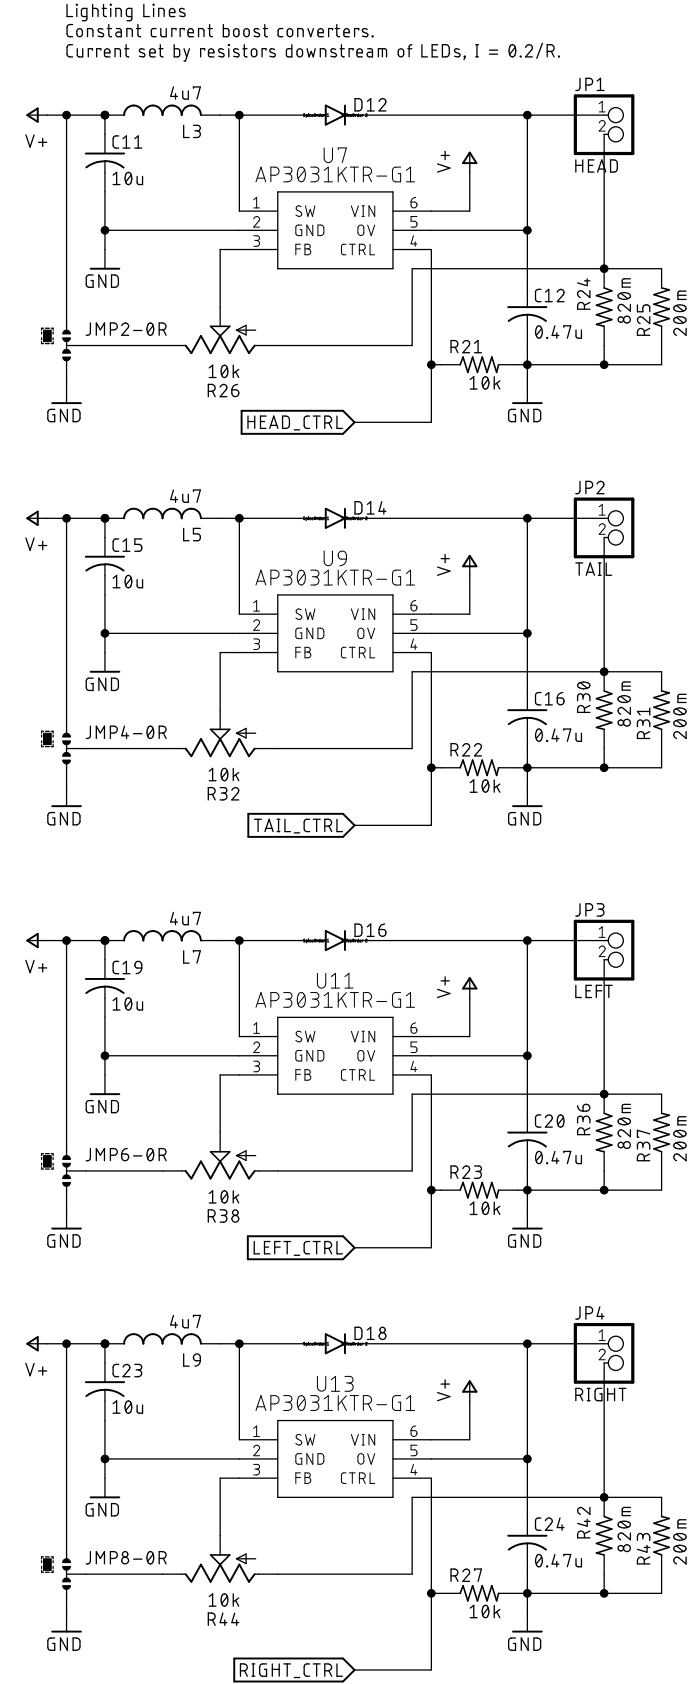 Lighting Lines
Constant current boost converters.
Current set by resistors downstream of LEDs, I = 0.2/R.
4u7
L3
D12
JP1
1
2
HEAD
V+
C11
10u
U7
AP3031KTR-G1
V+
1 SW VIN 6
2 GND OV 5
3 FB CTRL 4
GND
C12
0.47u
R24
820m
R25
200m
JMP2-0R
10k
R26
R21
10k
GND
HEAD_CTRL
GND
4u7
L5
D14
JP2
1
2
TAIL
V+
C15
10u
U9
AP3031KTR-G1
V+
1 SW VIN 6
2 GND OV 5
3 FB CTRL 4
GND
C16
0.47u
R30
820m
R31
200m
JMP4-0R
10k
R32
R22
10k
GND
TAIL_CTRL
GND
4u7
L7
D16
JP3
1
2
LEFT
V+
C19
10u
U11
AP3031KTR-G1
V+
1 SW VIN 6
2 GND OV 5
3 FB CTRL 4
GND
C20
0.47u
R36
820m
R37
200m
JMP6-0R
10k
R38
R23
10k
GND
LEFT_CTRL
GND
4u7
L9
D18
JP4
1
2
RIGHT
V+
C23
10u
U13
AP3031KTR-G1
V+
1 SW VIN 6
2 GND OV 5
3 FB CTRL 4
GND
C24
0.47u
R42
820m
R43
200m
JMP8-0R
10k
R44
R27
10k
GND
RIGHT_CTRL
GND